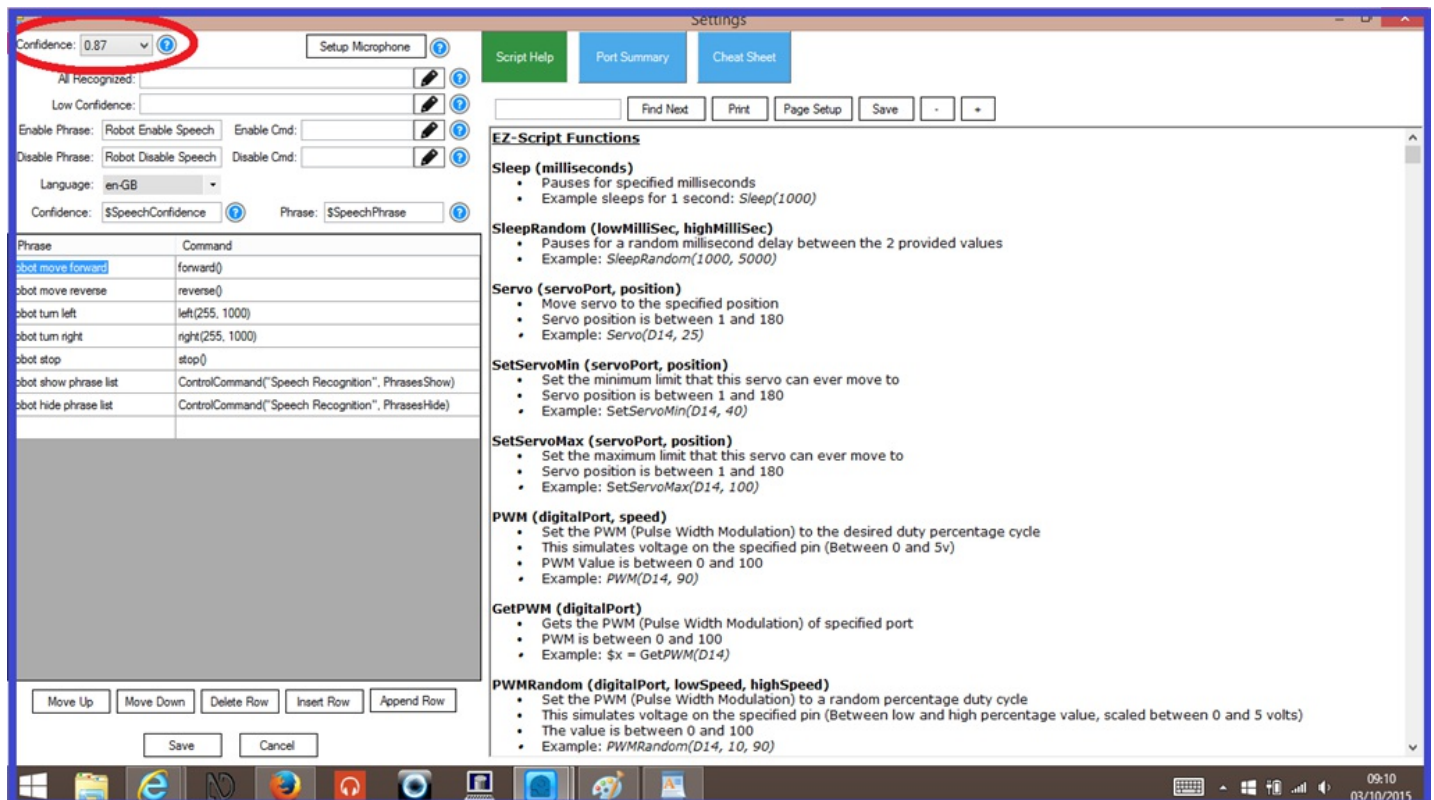 Settings
Confidence: 0.87
Setup Microphone
All Recognized:
Low Confidence:
Enable Phrase: Robot Enable Speech Enable Cmd:
Disable Phrase: Robot Disable Speech Disable Cmd:
Language: en-GB
Confidence: $SpeechConfidence Phrase: $SpeechPhrase
Phrase Command
obot move forward forward()
obot move reverse reverse()
obot turn left left(255, 1000)
obot turn right right(255, 1000)
obot stop stop()
obot show phrase list ControlCommand("Speech Recognition", PhrasesShow)
obot hide phrase list ControlCommand("Speech Recognition", PhrasesHide)
Move Up Move Down Delete Row Insert Row Append Row
Save Cancel
Script Help Port Summary Cheat Sheet
Find Next Print Page Setup Save - +
EZ-Script Functions
Sleep (milliseconds)
• Pauses for specified milliseconds
• Example sleeps for 1 second: Sleep(1000)
SleepRandom (lowMilliSec, highMilliSec)
• Pauses for a random millisecond delay between the 2 provided values
• Example: SleepRandom(1000, 5000)
Servo (servoPort, position)
• Move servo to the specified position
• Servo position is between 1 and 180
• Example: Servo(D14, 25)
SetServoMin (servoPort, position)
• Set the minimum limit that this servo can ever move to
• Servo position is between 1 and 180
• Example: SetServoMin(D14, 40)
SetServoMax (servoPort, position)
• Set the maximum limit that this servo can ever move to
• Servo position is between 1 and 180
• Example: SetServoMax(D14, 100)
PWM (digitalPort, speed)
• Set the PWM (Pulse Width Modulation) to the desired duty percentage cycle
• This simulates voltage on the specified pin (Between 0 and 5v)
• PWM Value is between 0 and 100
• Example: PWM(D14, 90)
GetPWM (digitalPort)
• Gets the PWM (Pulse Width Modulation) of specified port
• PWM is between 0 and 100
• Example: $x = GetPWM(D14)
PWMRandom (digitalPort, lowSpeed, highSpeed)
• Set the PWM (Pulse Width Modulation) to a random percentage duty cycle
• This simulates voltage on the specified pin (Between low and high percentage value, scaled between 0 and 5 volts)
• The value is between 0 and 100
• Example: PWMRandom(D14, 10, 90)
09:10
03/10/2015